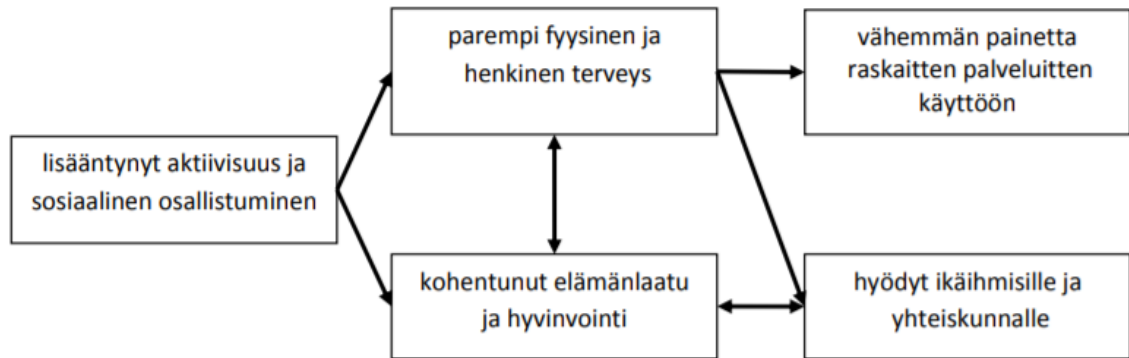 parempi fyysinen ja
henkinen terveys
vähemmän painetta
raskaitten palveluitten
käyttöön
lisääntynyt aktiivisuus ja
sosiaalinen osallistuminen
kohentunut elämänlaatu
ja hyvinvointi
hyödyt ikäihmisille ja
yhteiskunnalle